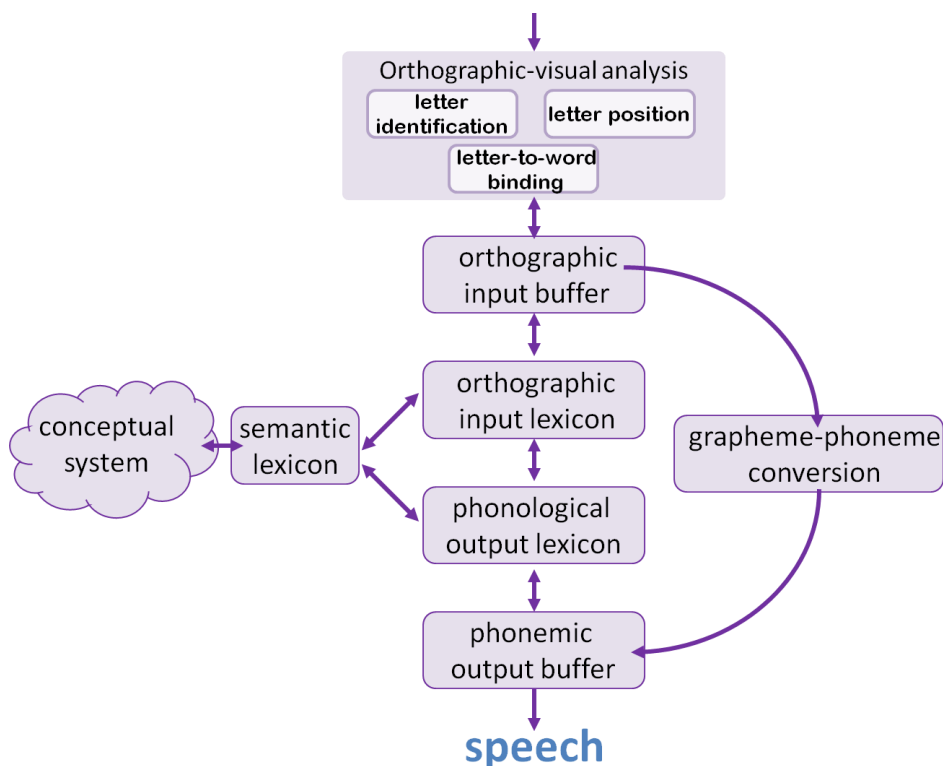 Orthographic-visual analysis
letter
identification
letter position
letter-to-word
binding
orthographic
input buffer
orthographic
input lexicon
conceptual
system
semantic
lexicon
grapheme-phoneme
conversion
phonological
output lexicon
phonemic
output buffer
speech